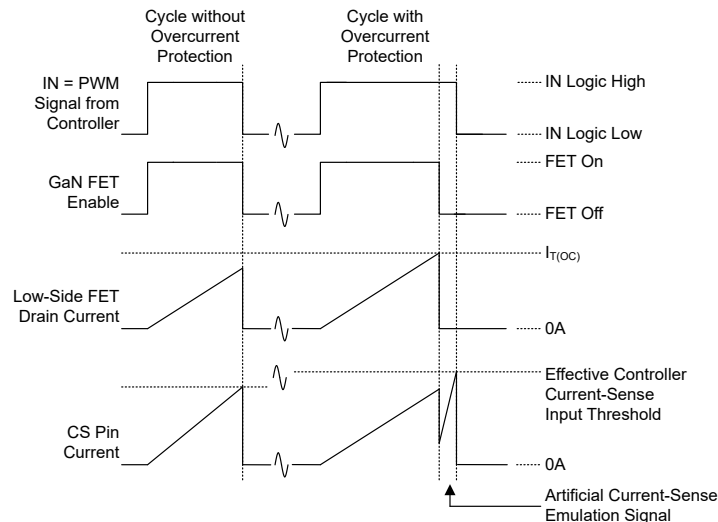 Cycle without
Overcurrent
Protection
Cycle with
Overcurrent
Protection
IN = PWM
Signal from
Controller
IN Logic High
IN Logic Low
GaN FET
Enable
FET On
FET Off
Low-Side FET
Drain Current
I_T(OC)
0A
CS Pin
Current
Effective Controller
Current-Sense
Input Threshold
0A
Artificial Current-Sense
Emulation Signal